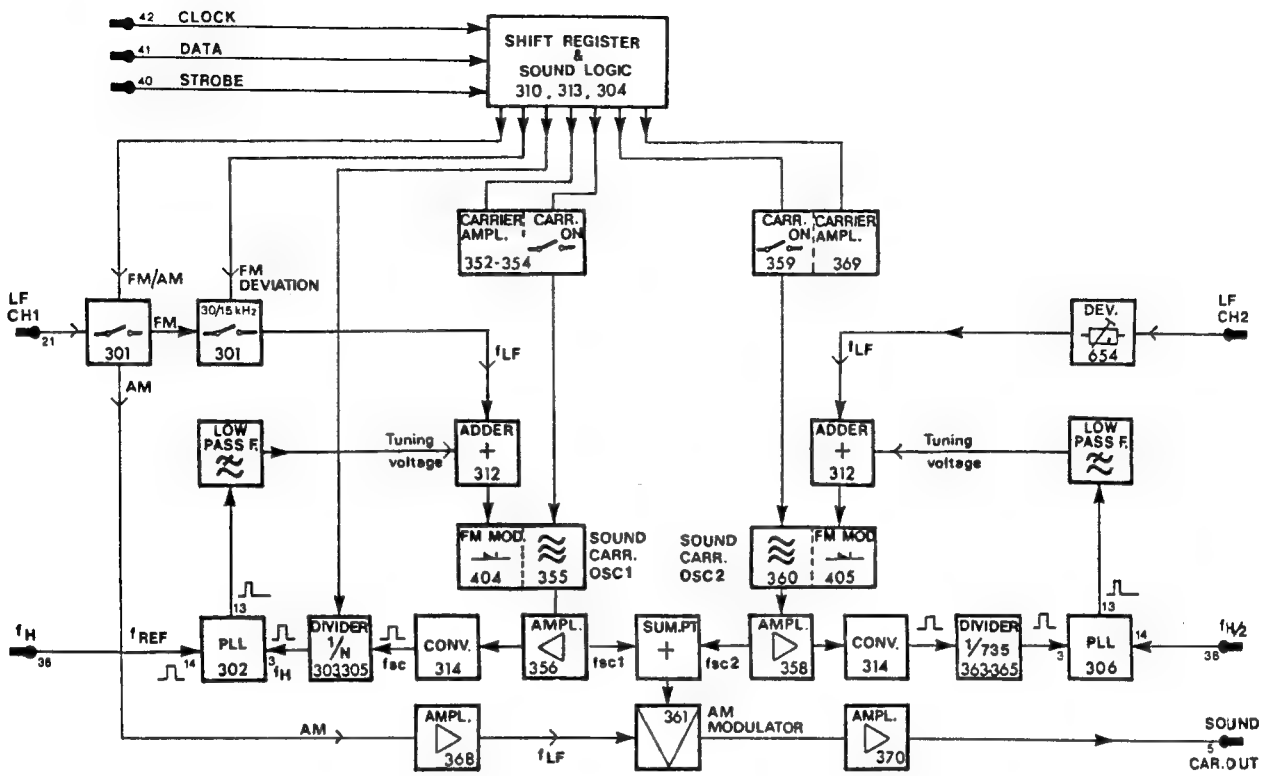 42 CLOCK
41 DATA
40 STROBE
SHIFT REGISTER
&
SOUND LOGIC
310, 313, 304
CARRIER
AMPL.
CARR.
ON
352-354
CARR.
ON
CARRIER
AMPL.
359
369
FM/AM
FM
DEVIATION
LF
CH1
21
301
FM
30/15 kHz
301
AM
fLF
fLF
DEV.
654
LF
CH2
LOW
PASS F.
Tuning
voltage
ADDER
+
312
ADDER
+
312
Tuning
voltage
LOW
PASS F.
FM MOD.
404
355
SOUND
CARR.
OSC1
SOUND
CARR.
OSC2
360
FM MOD
405
fH
36
fREF
14
13
PLL
302
3
fH
DIVIDER
1/N
303,305
fsc
CONV.
314
AMPL.
356
fsc1
SUM.PT
+
fsc2
AMPL.
358
CONV.
314
DIVIDER
1/735
363-365
3
13
PLL
306
14
fH/2
38
AM
AMPL.
368
fLF
361
AM
MODULATOR
AMPL.
370
SOUND
5
CAR.OUT